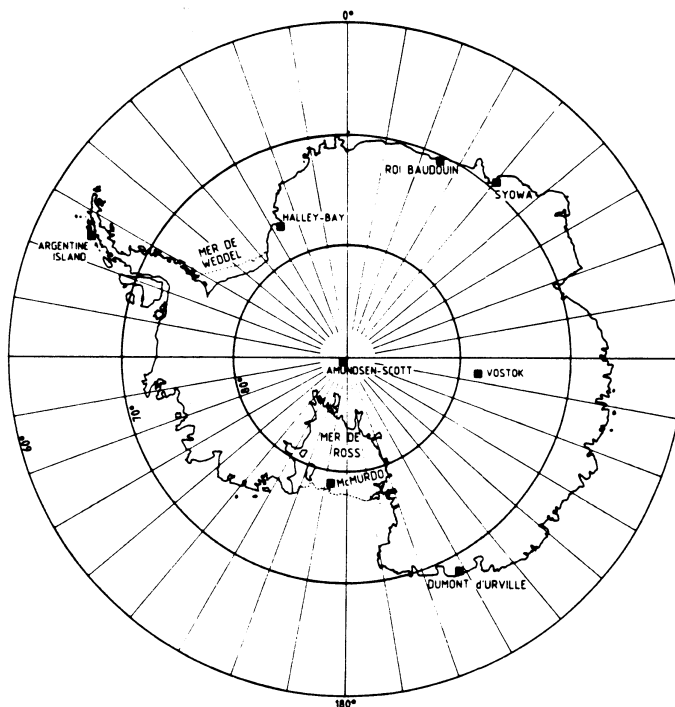 0°
ROI BAUDOUIN
SYOWA
HALLEY-BAY
MER DE
WEDDEL
ARGENTINE
ISLAND
AMUNDSEN-SCOTT
VOSTOK
80°
70°
60°
MER DE
ROSS
McMURDO
DUMONT d'URVILLE
180°